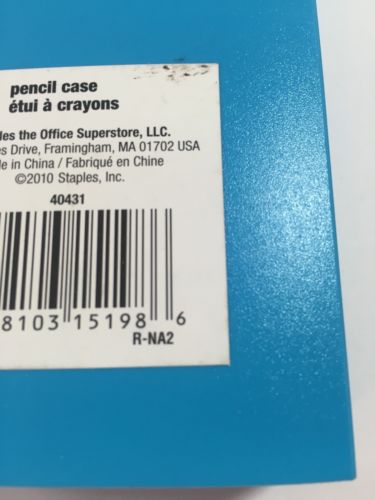 pencil case
étui à crayons
les the Office Superstore, LLC.
es Drive, Framingham, MA 01702 USA
de in China / Fabriqué en Chine
©2010 Staples, Inc.
40431
8103 15198 6
R-NA2